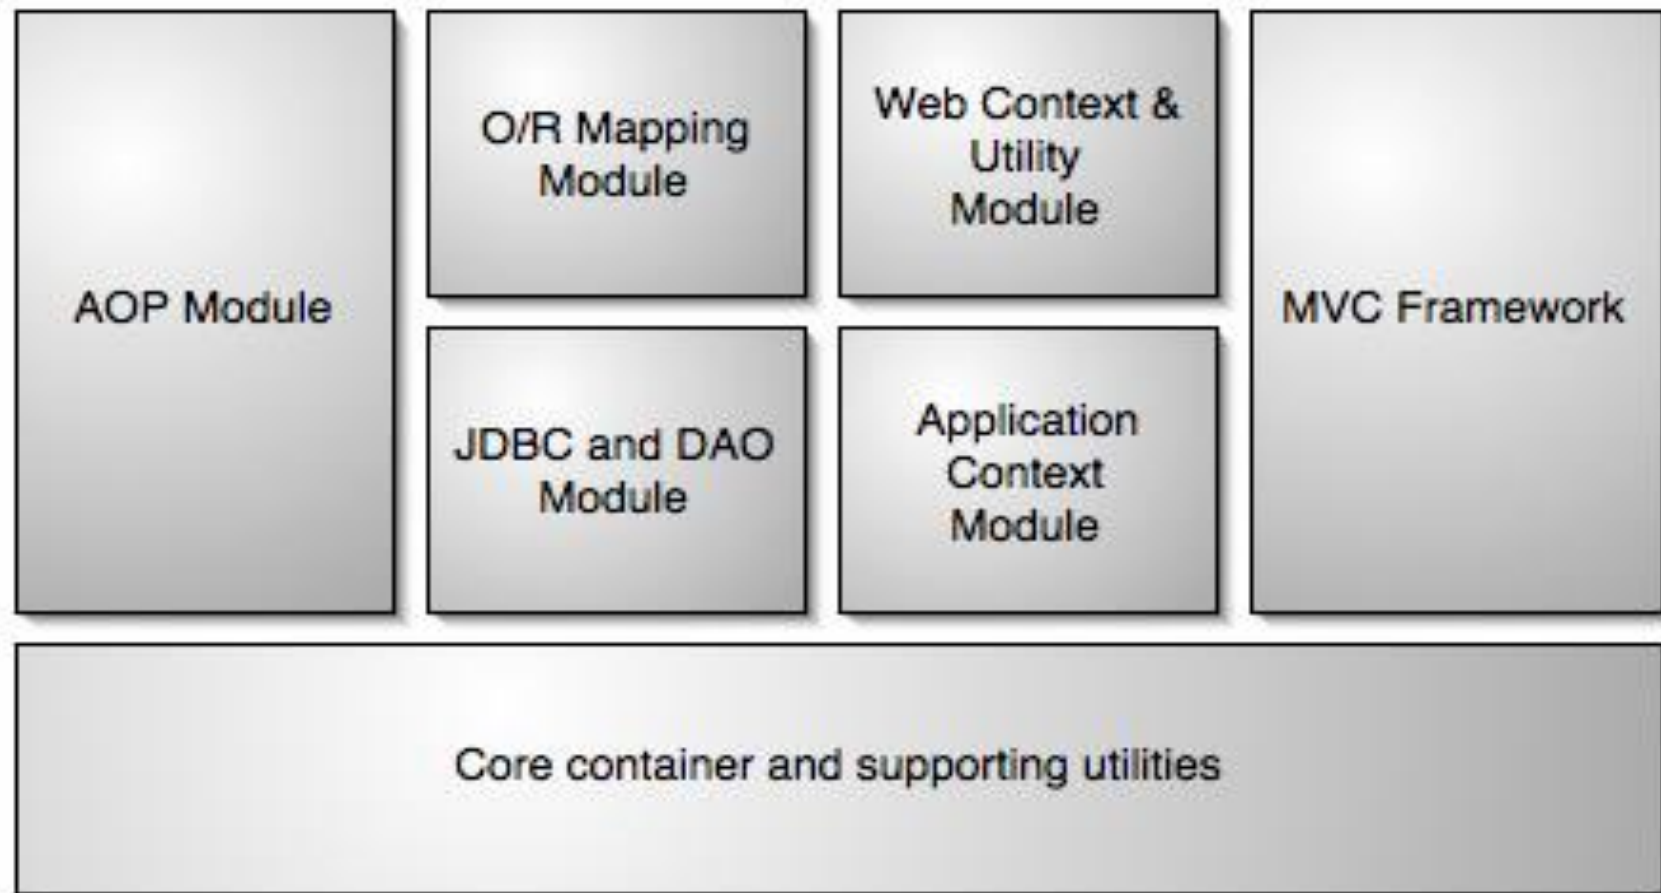 AOP Module
O/R Mapping
Module
Web Context &
Utility
Module
MVC Framework
JDBC and DAO
Module
Application
Context
Module
Core container and supporting utilities